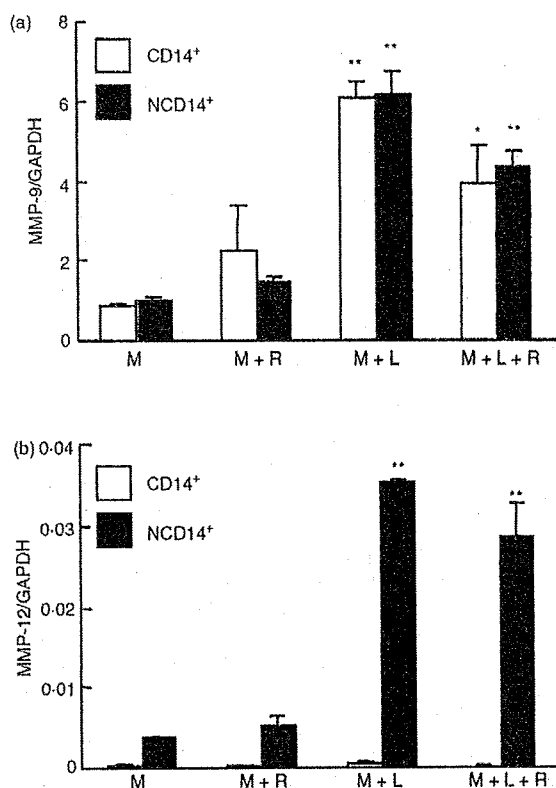 (a)
8
6
4
2
0
MMP-9/GAPDH
CD14⁺
NCD14⁺
** **
* **
M M + R M + L M + L + R
(b)
0·04
0·03
0·02
0·01
0
MMP-12/GAPDH
CD14⁺
NCD14⁺
**
**
M M + R M + L M + L + R